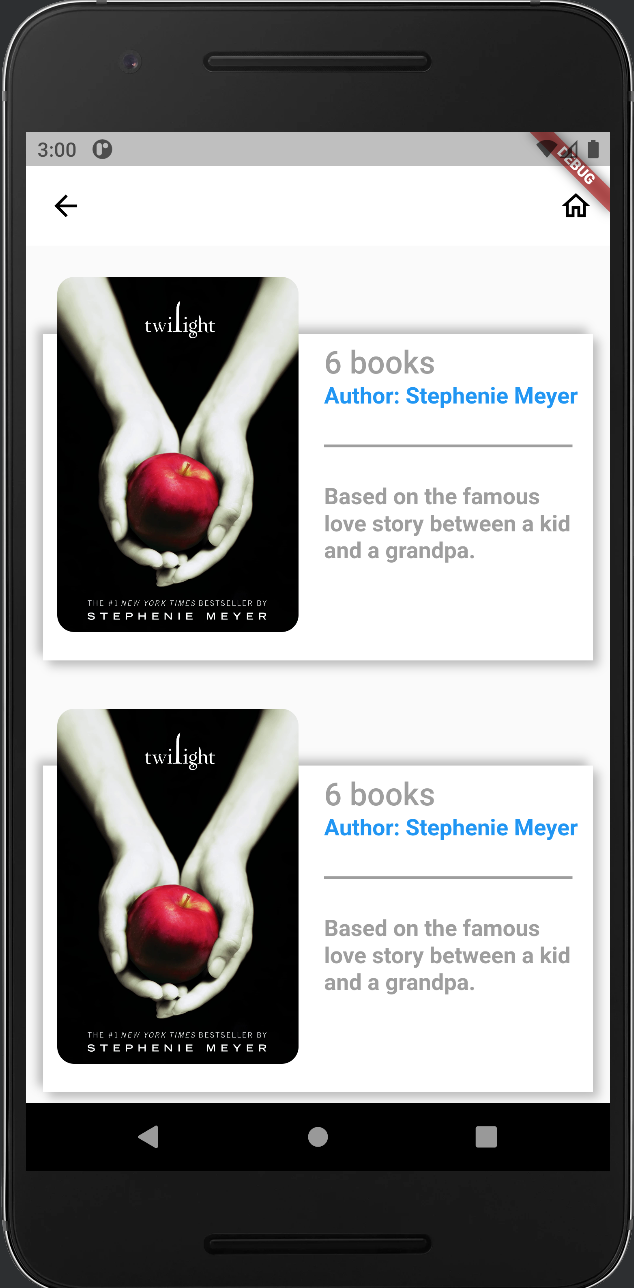 3:00
DEBUG
twilight
6 books
Author: Stephenie Meyer
Based on the famous
love story between a kid
and a grandpa.
THE #1 NEW YORK TIMES BESTSELLER BY
STEPHENIE MEYER
twilight
6 books
Author: Stephenie Meyer
Based on the famous
love story between a kid
and a grandpa.
THE #1 NEW YORK TIMES BESTSELLER BY
STEPHENIE MEYER